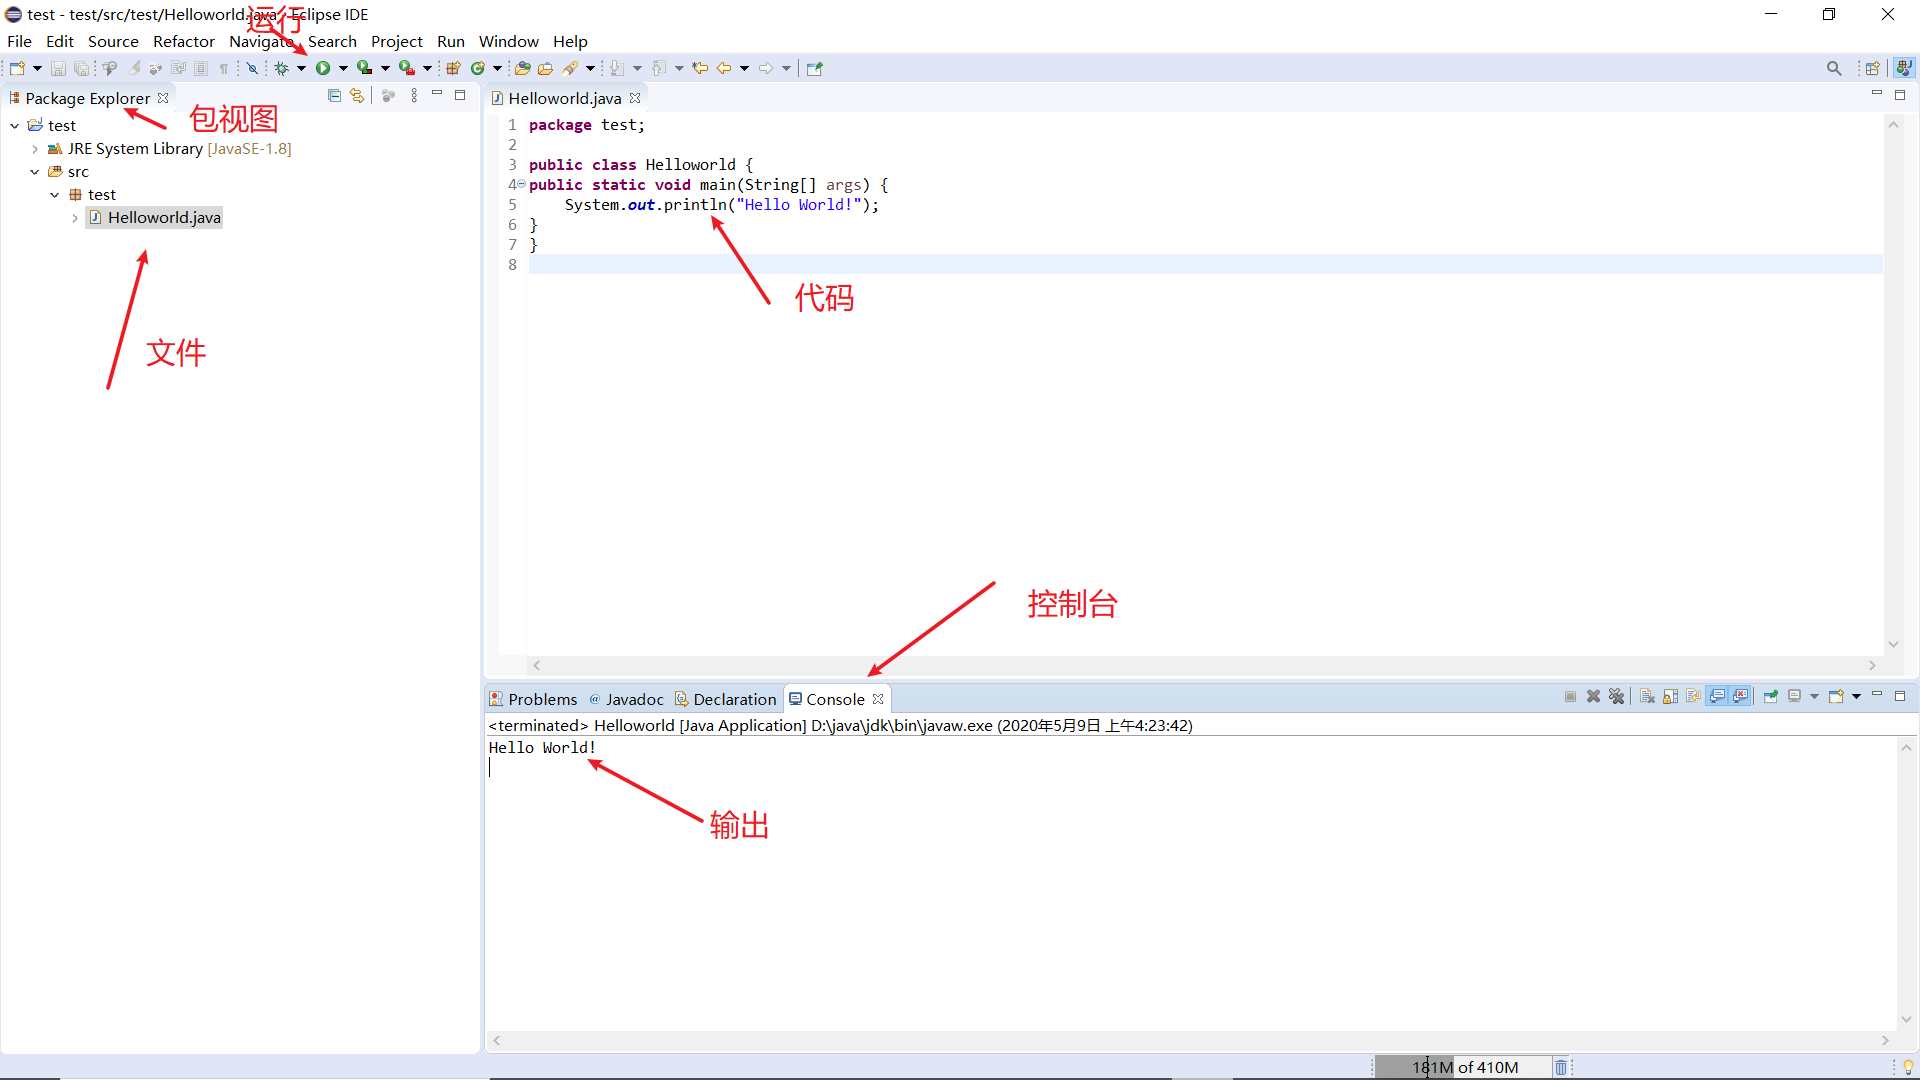 test - test/src/test/Helloworld.java - Eclipse IDE
运行
File Edit Source Refactor Navigate Search Project Run Window Help
Package Explorer
包视图
test
JRE System Library [JavaSE-1.8]
src
test
Helloworld.java
文件
Helloworld.java
1 package test;
2
3 public class Helloworld {
4 public static void main(String[] args) {
5 System.out.println("Hello World!");
6 }
7 }
8
代码
控制台
Problems @ Javadoc Declaration Console
<terminated> Helloworld [Java Application] D:\java\jdk\bin\javaw.exe (2020年5月9日 上午4:23:42)
Hello World!
输出
181M of 410M